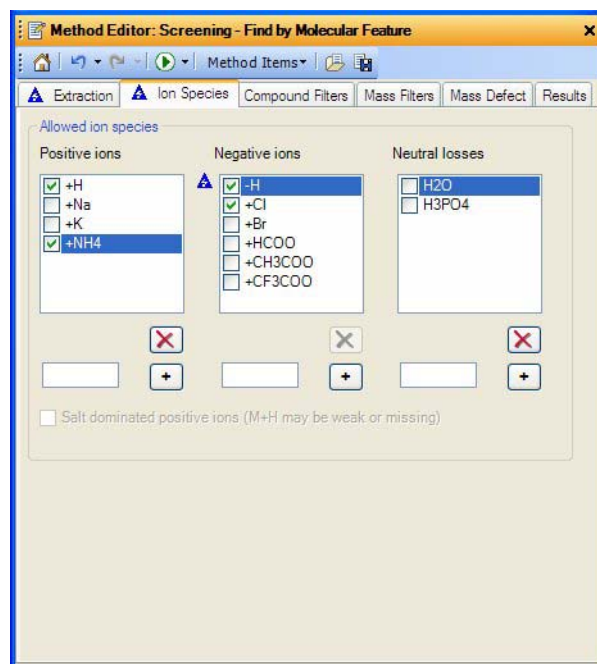 Method Editor: Screening - Find by Molecular Feature
Method Items
Extraction Ion Species Compound Filters Mass Filters Mass Defect Results
Allowed ion species
Positive ions Negative ions Neutral losses
+H -H H2O
+Na +Cl H3PO4
+K +Br
+NH4 +HCOO
+CH3COO
+CF3COO
Salt dominated positive ions (M+H may be weak or missing)